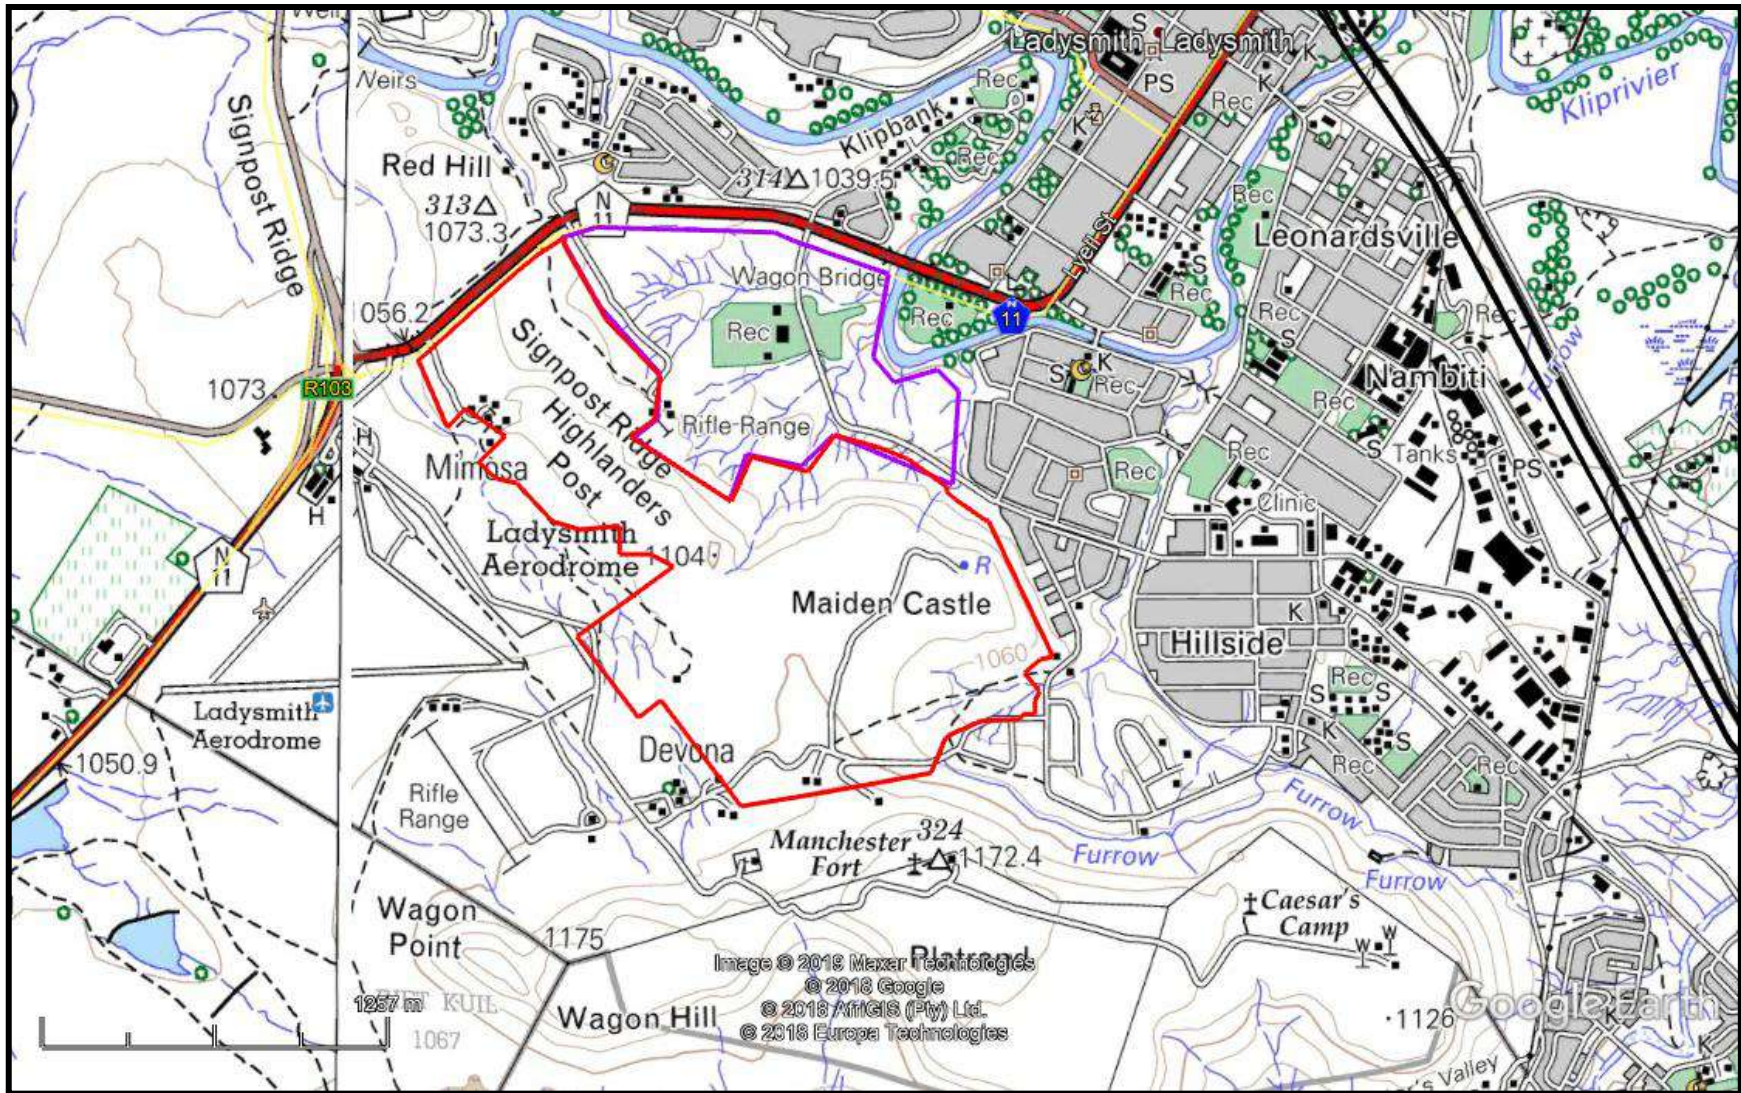 Weir
Ladysmith Ladysmith
S
K
K
PS
Weirs
Rec
Rec
Kliprivier
Signpost Ridge
Klipbank
K
Rec
Red Hill
314 1039.5
313
1073.3
N
11
Rec
Lyell St
Leonardsville
Wagon Bridge
S
L
1056.2
Rec
Rec
11
Rec
Rec
Rec
S
Furrow
Signpost Ridge
Highlanders
Post
K
S
Rec
Nambiti
1073
R103
Rec
Rifle Range
H
S
Tanks
Mimosa
Rec
Rec
PS
H
Clinic
Ladysmith
Aerodrome
1104
N
11
R
Maiden Castle
K
Hillside
1060
Rec
S
S
Ladysmith
Aerodrome
K
S
Devona
1050.9
Rec
Rec
Rifle
Range
Furrow
Manchester
Fort
324
1172.4
Furrow
Furrow
Wagon
Point
Caesar's
Camp
1175
W
W
Platrand
Image © 2019 Maxar Technologies
© 2018 Google
© 2018 AfriGIS (Pty) Ltd.
© 2018 Europa Technologies
1257 m
KUIL
Wagon Hill
1126
Google Earth
K
1067
Valley
K